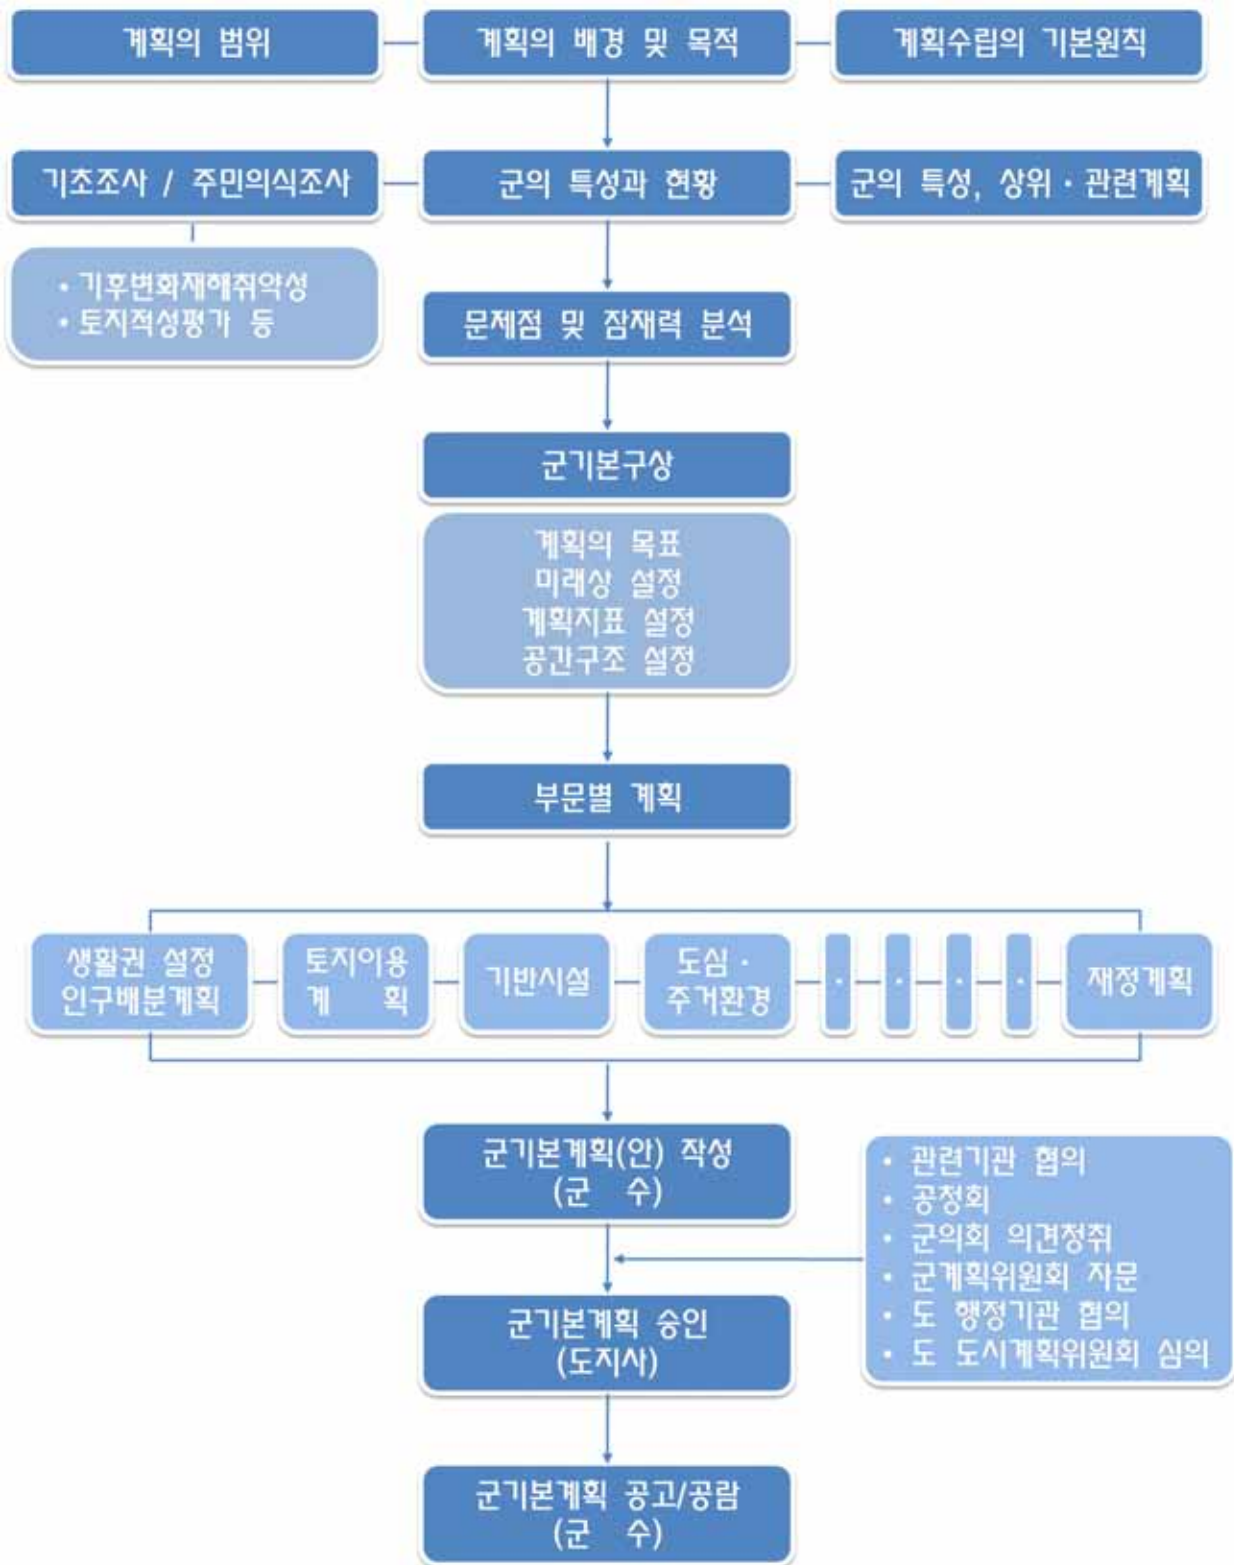 계획의 범위
계획의 배경 및 목적
계획수립의 기본원칙
기초조사 / 주민의식조사
군의 특성과 현황
군의 특성, 상위·관련계획
• 기후변화재해취약성
• 토지적성평가 등
문제점 및 잠재력 분석
군기본구상
계획의 목표
미래상 설정
계획지표 설정
공간구조 설정
부문별 계획
생활권 설정
인구배분계획
토지이용
계 획
기반시설
도심·
주거환경
·
·
·
·
재정계획
군기본계획(안) 작성
(군 수)
• 관련기관 협의
• 공청회
• 군의회 의견청취
• 군계획위원회 자문
• 도 행정기관 협의
• 도 도시계획위원회 심의
군기본계획 승인
(도지사)
군기본계획 공고/공람
(군 수)